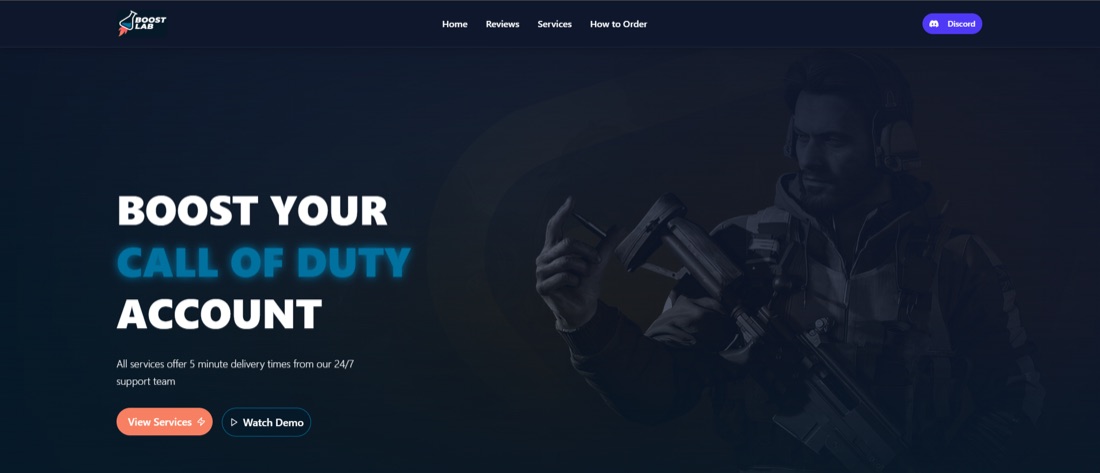 BOOST
LAB
Home
Reviews
Services
How to Order
Discord
BOOST YOUR
CALL OF DUTY
ACCOUNT
All services offer 5 minute delivery times from our 24/7
support team
View Services
Watch Demo